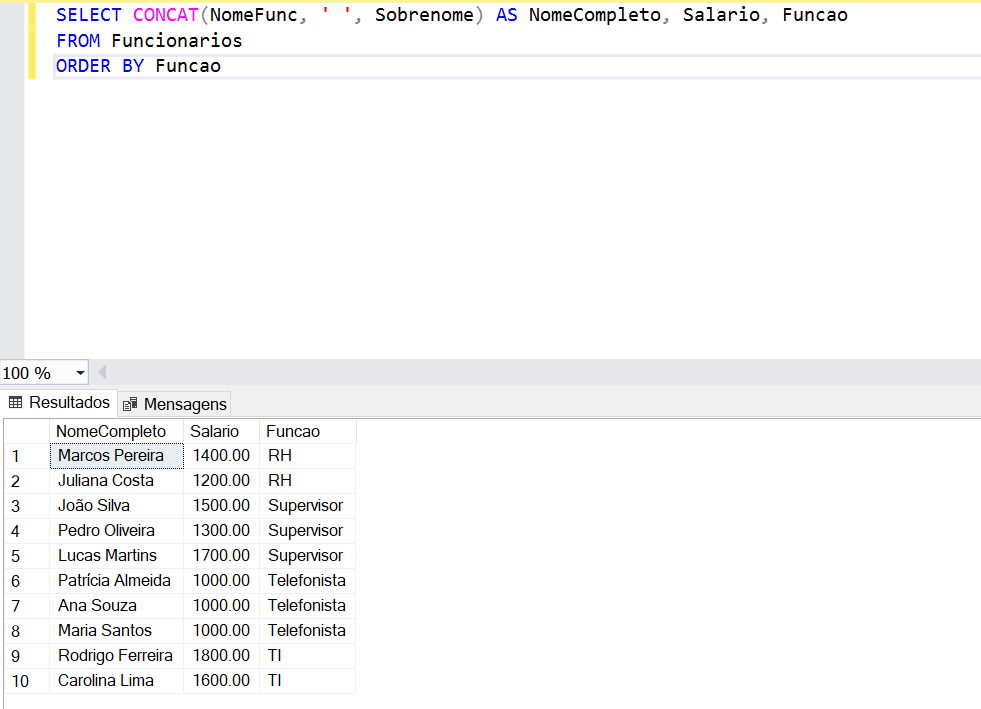 SELECT CONCAT(NomeFunc, ' ', Sobrenome) AS NomeCompleto, Salario, Funcao
FROM Funcionarios
ORDER BY Funcao
100 %
Resultados Mensagens
NomeCompleto Salario Funcao
1 Marcos Pereira 1400.00 RH
2 Juliana Costa 1200.00 RH
3 João Silva 1500.00 Supervisor
4 Pedro Oliveira 1300.00 Supervisor
5 Lucas Martins 1700.00 Supervisor
6 Patrícia Almeida 1000.00 Telefonista
7 Ana Souza 1000.00 Telefonista
8 Maria Santos 1000.00 Telefonista
9 Rodrigo Ferreira 1800.00 TI
10 Carolina Lima 1600.00 TI